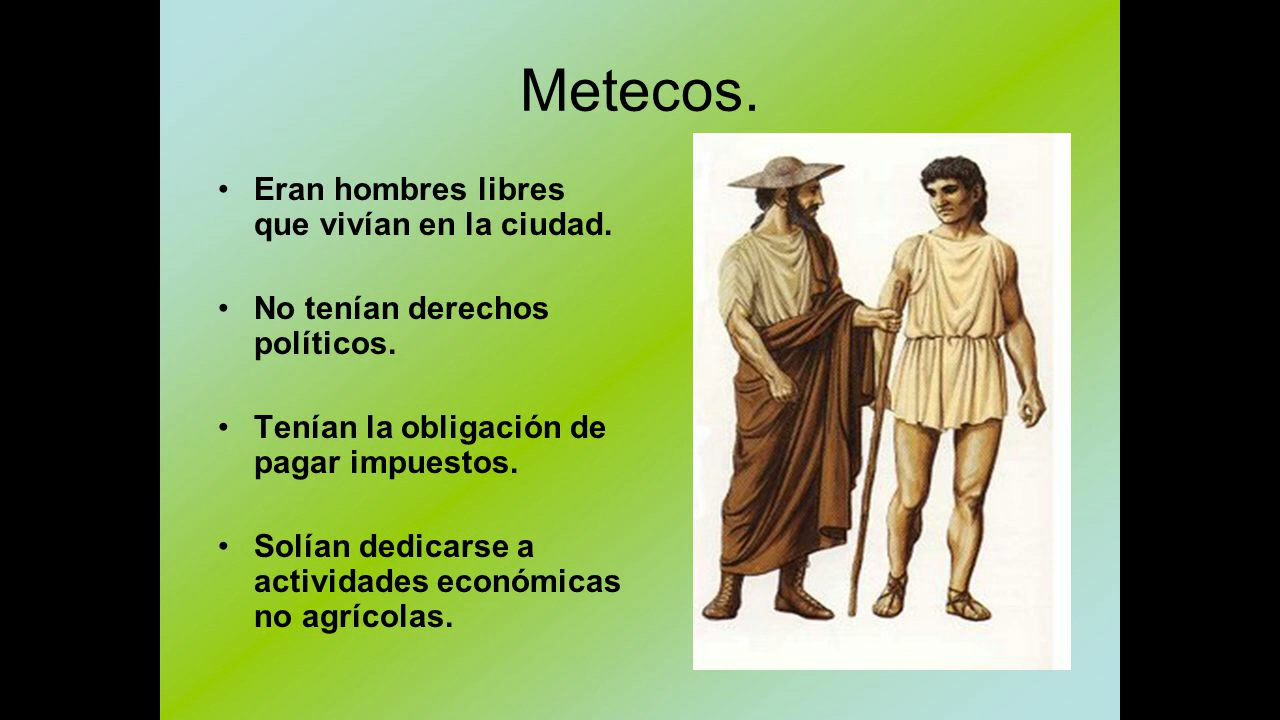 Metecos.
• Eran hombres libres
que vivían en la ciudad.
• No tenían derechos
políticos.
• Tenían la obligación de
pagar impuestos.
• Solían dedicarse a
actividades económicas
no agrícolas.